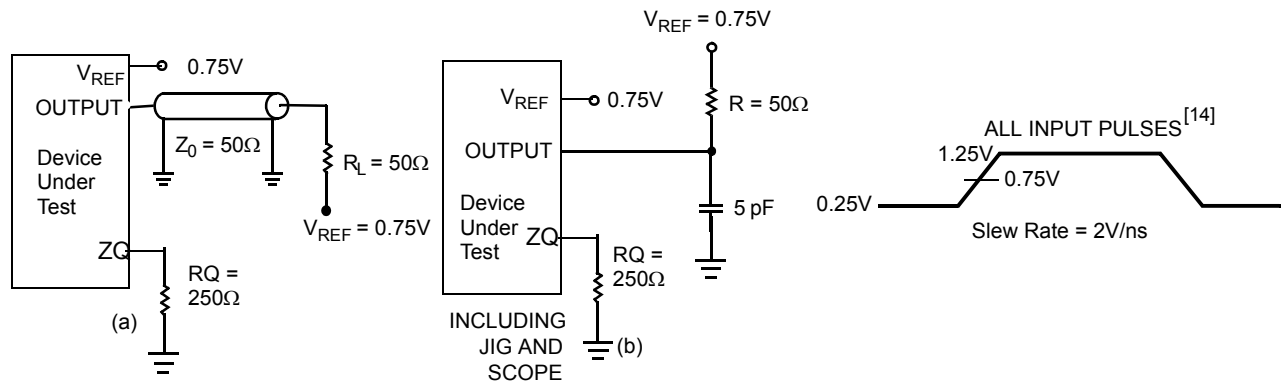 VREF
0.75V
OUTPUT
Z0 = 50Ω
Device
Under
Test
RL = 50Ω
VREF = 0.75V
ZQ
RQ =
250Ω
(a)
VREF = 0.75V
VREF
0.75V
R = 50Ω
OUTPUT
Device
Under
Test
5 pF
ZQ
RQ =
250Ω
INCLUDING
JIG AND
SCOPE
(b)
ALL INPUT PULSES[14]
1.25V
0.75V
0.25V
Slew Rate = 2V/ns